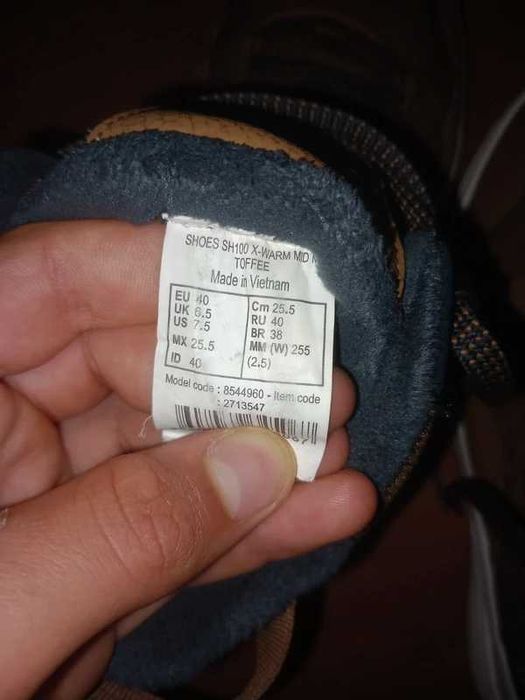 SHOES SH100 X-WARM MID M
TOFFEE
Made in Vietnam
EU 40
UK 6.5
US 7.5
MX 25.5
ID 40
Cm 25.5
RU 40
BR 38
MM (W) 255
(2.5)
Model code : 8544960 - Item code
: 2713547